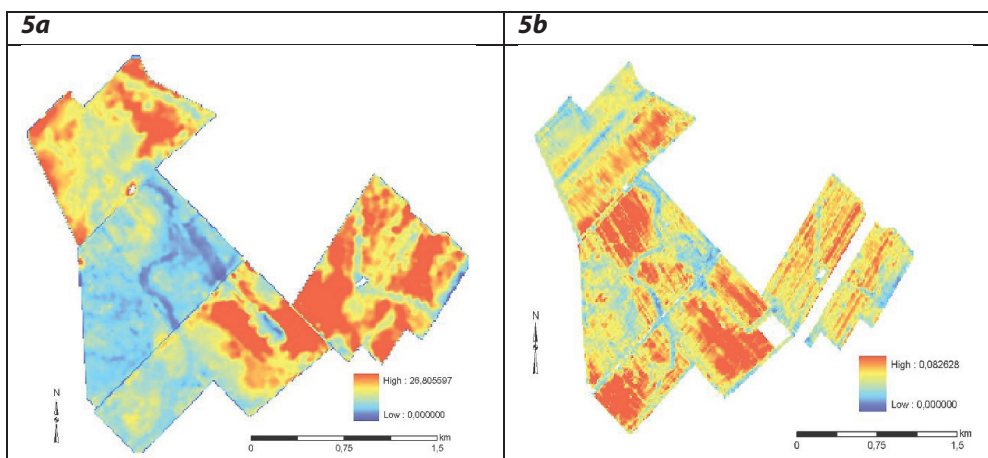 5a
5b
N
High : 26,805597
Low : 0,000000
km
0
0,75
1,5
N
High : 0,082628
Low : 0,000000
km
0
0,75
1,5